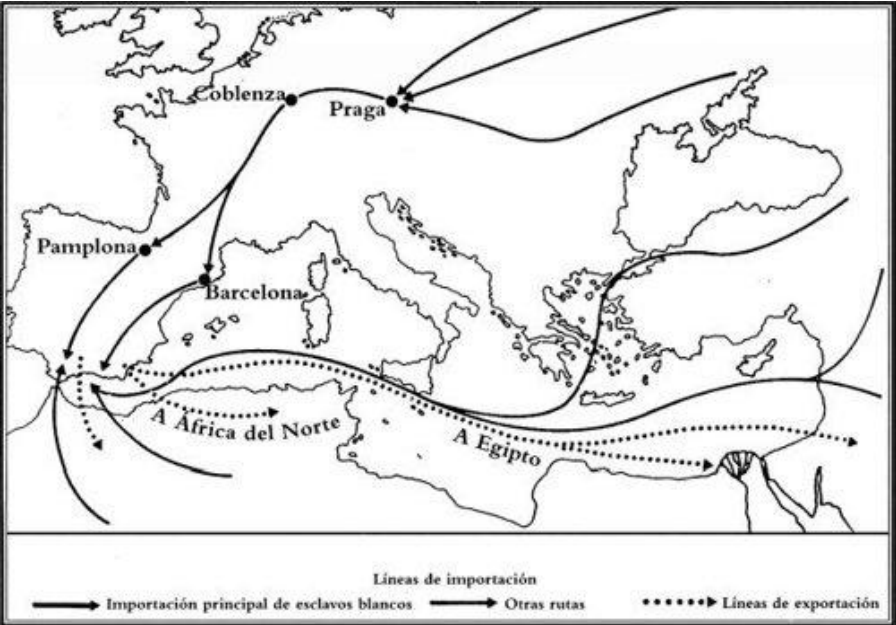 Coblenza
Praga
Pamplona
Barcelona
A África del Norte
A Egipto
Líneas de importación
Importación principal de esclavos blancos
Otras rutas
Líneas de exportación